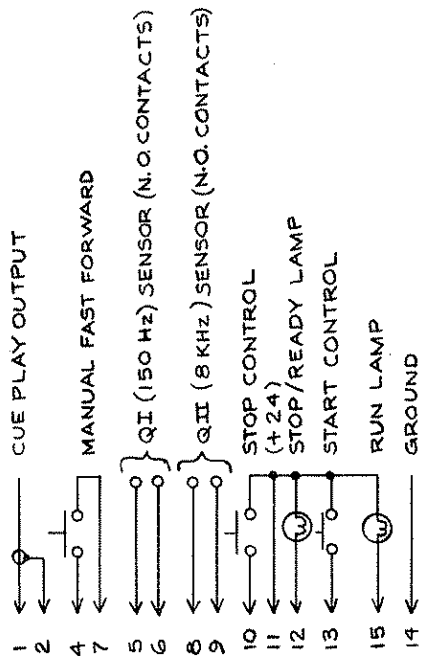 1 CUE PLAY OUTPUT
2
4 MANUAL FAST FORWARD
7
5 QI (150 Hz) SENSOR (N.O. CONTACTS)
6
8 QII (8 KHz) SENSOR (N.O. CONTACTS)
9
10 STOP CONTROL
11 (+24)
12 STOP/READY LAMP
13 START CONTROL
15 RUN LAMP
14 GROUND